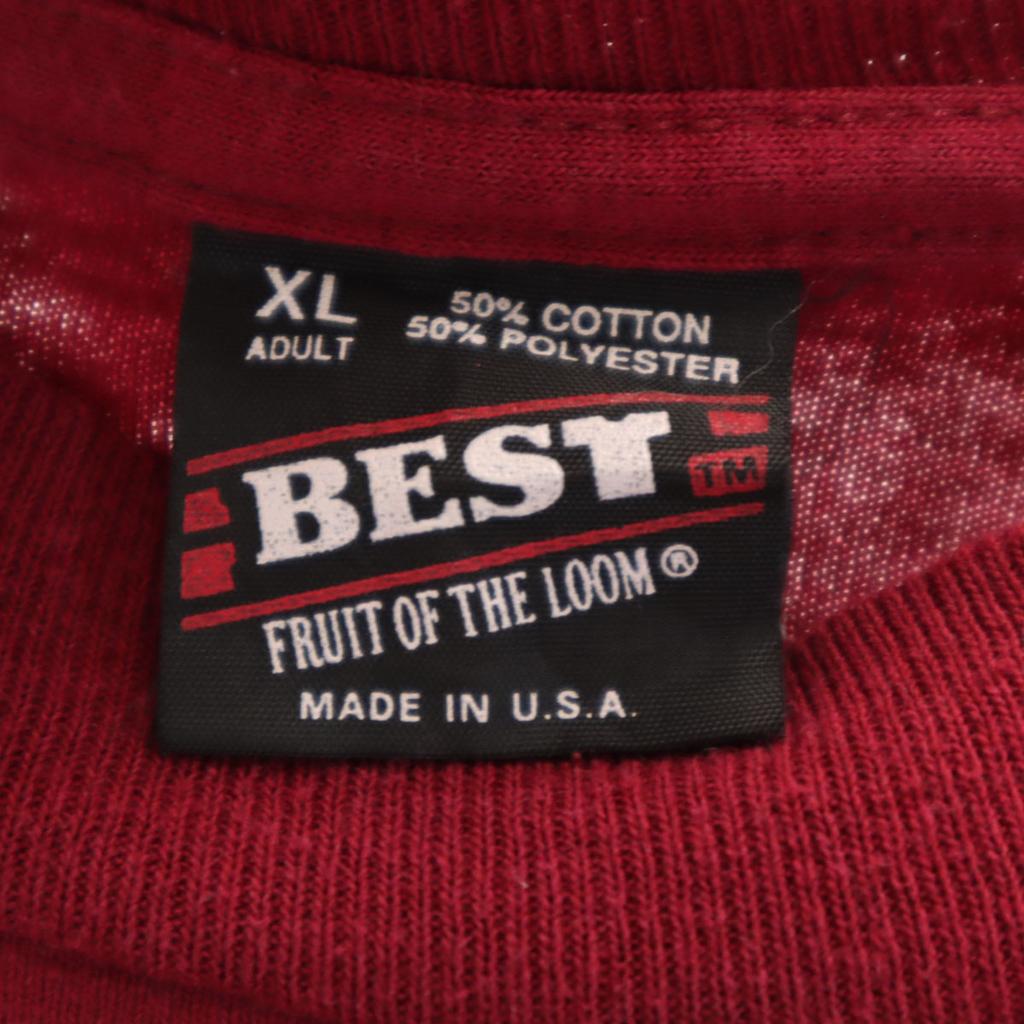 XL
ADULT
50% COTTON
50% POLYESTER
BEST
TM
FRUIT OF THE LOOM®
MADE IN U.S.A.